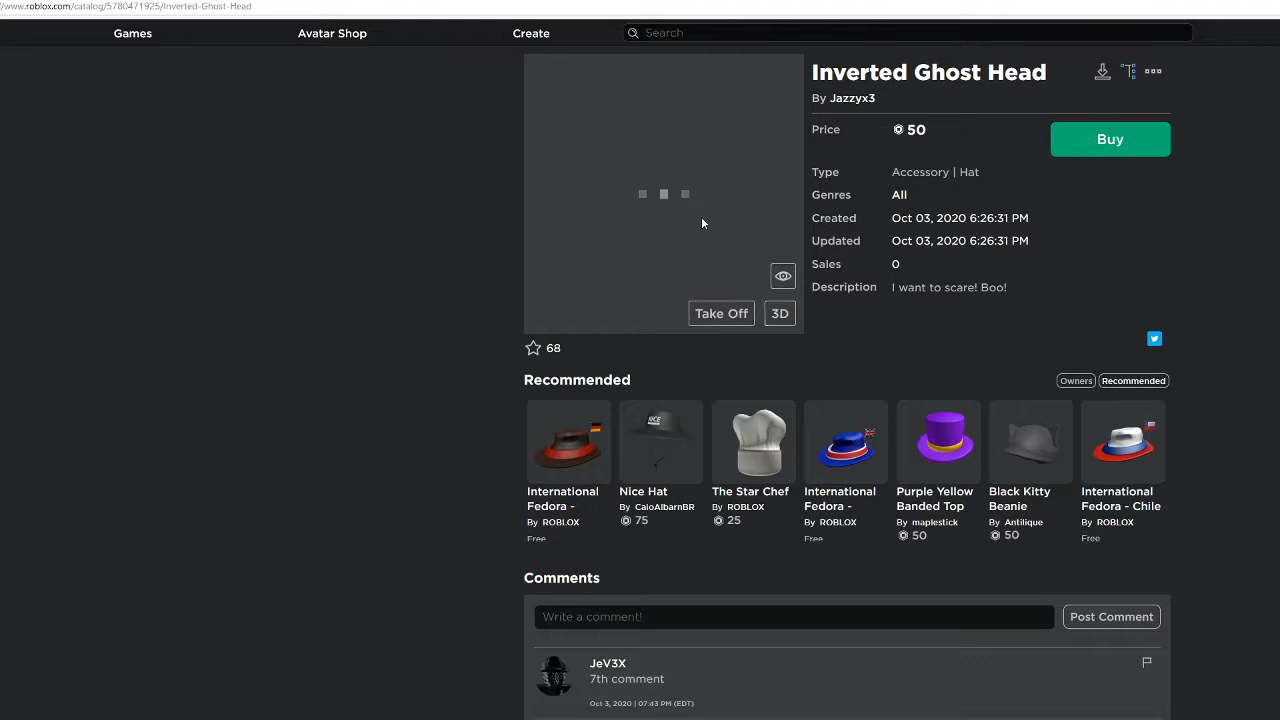 /www.roblox.com/catalog/5780471925/Inverted-Ghost-Head
Games Avatar Shop Create Search
Inverted Ghost Head
By Jazzyx3
Price 50
Buy
Type Accessory | Hat
Genres All
Created Oct 03, 2020 6:26:31 PM
Updated Oct 03, 2020 6:26:31 PM
Sales 0
Description I want to scare! Boo!
Take Off 3D
68
Recommended Owners Recommended
NICE
International Nice Hat The Star Chef International Purple Yellow Black Kitty International
Fedora - By CaioAlbarnBR By ROBLOX Fedora - Banded Top Beanie Fedora - Chile
By ROBLOX 75 25 By ROBLOX By maplestick By Antilique By ROBLOX
Free Free 50 50 Free
Comments
Write a comment! Post Comment
JeV3X
7th comment
Oct 3, 2020 | 07:43 PM (EDT)